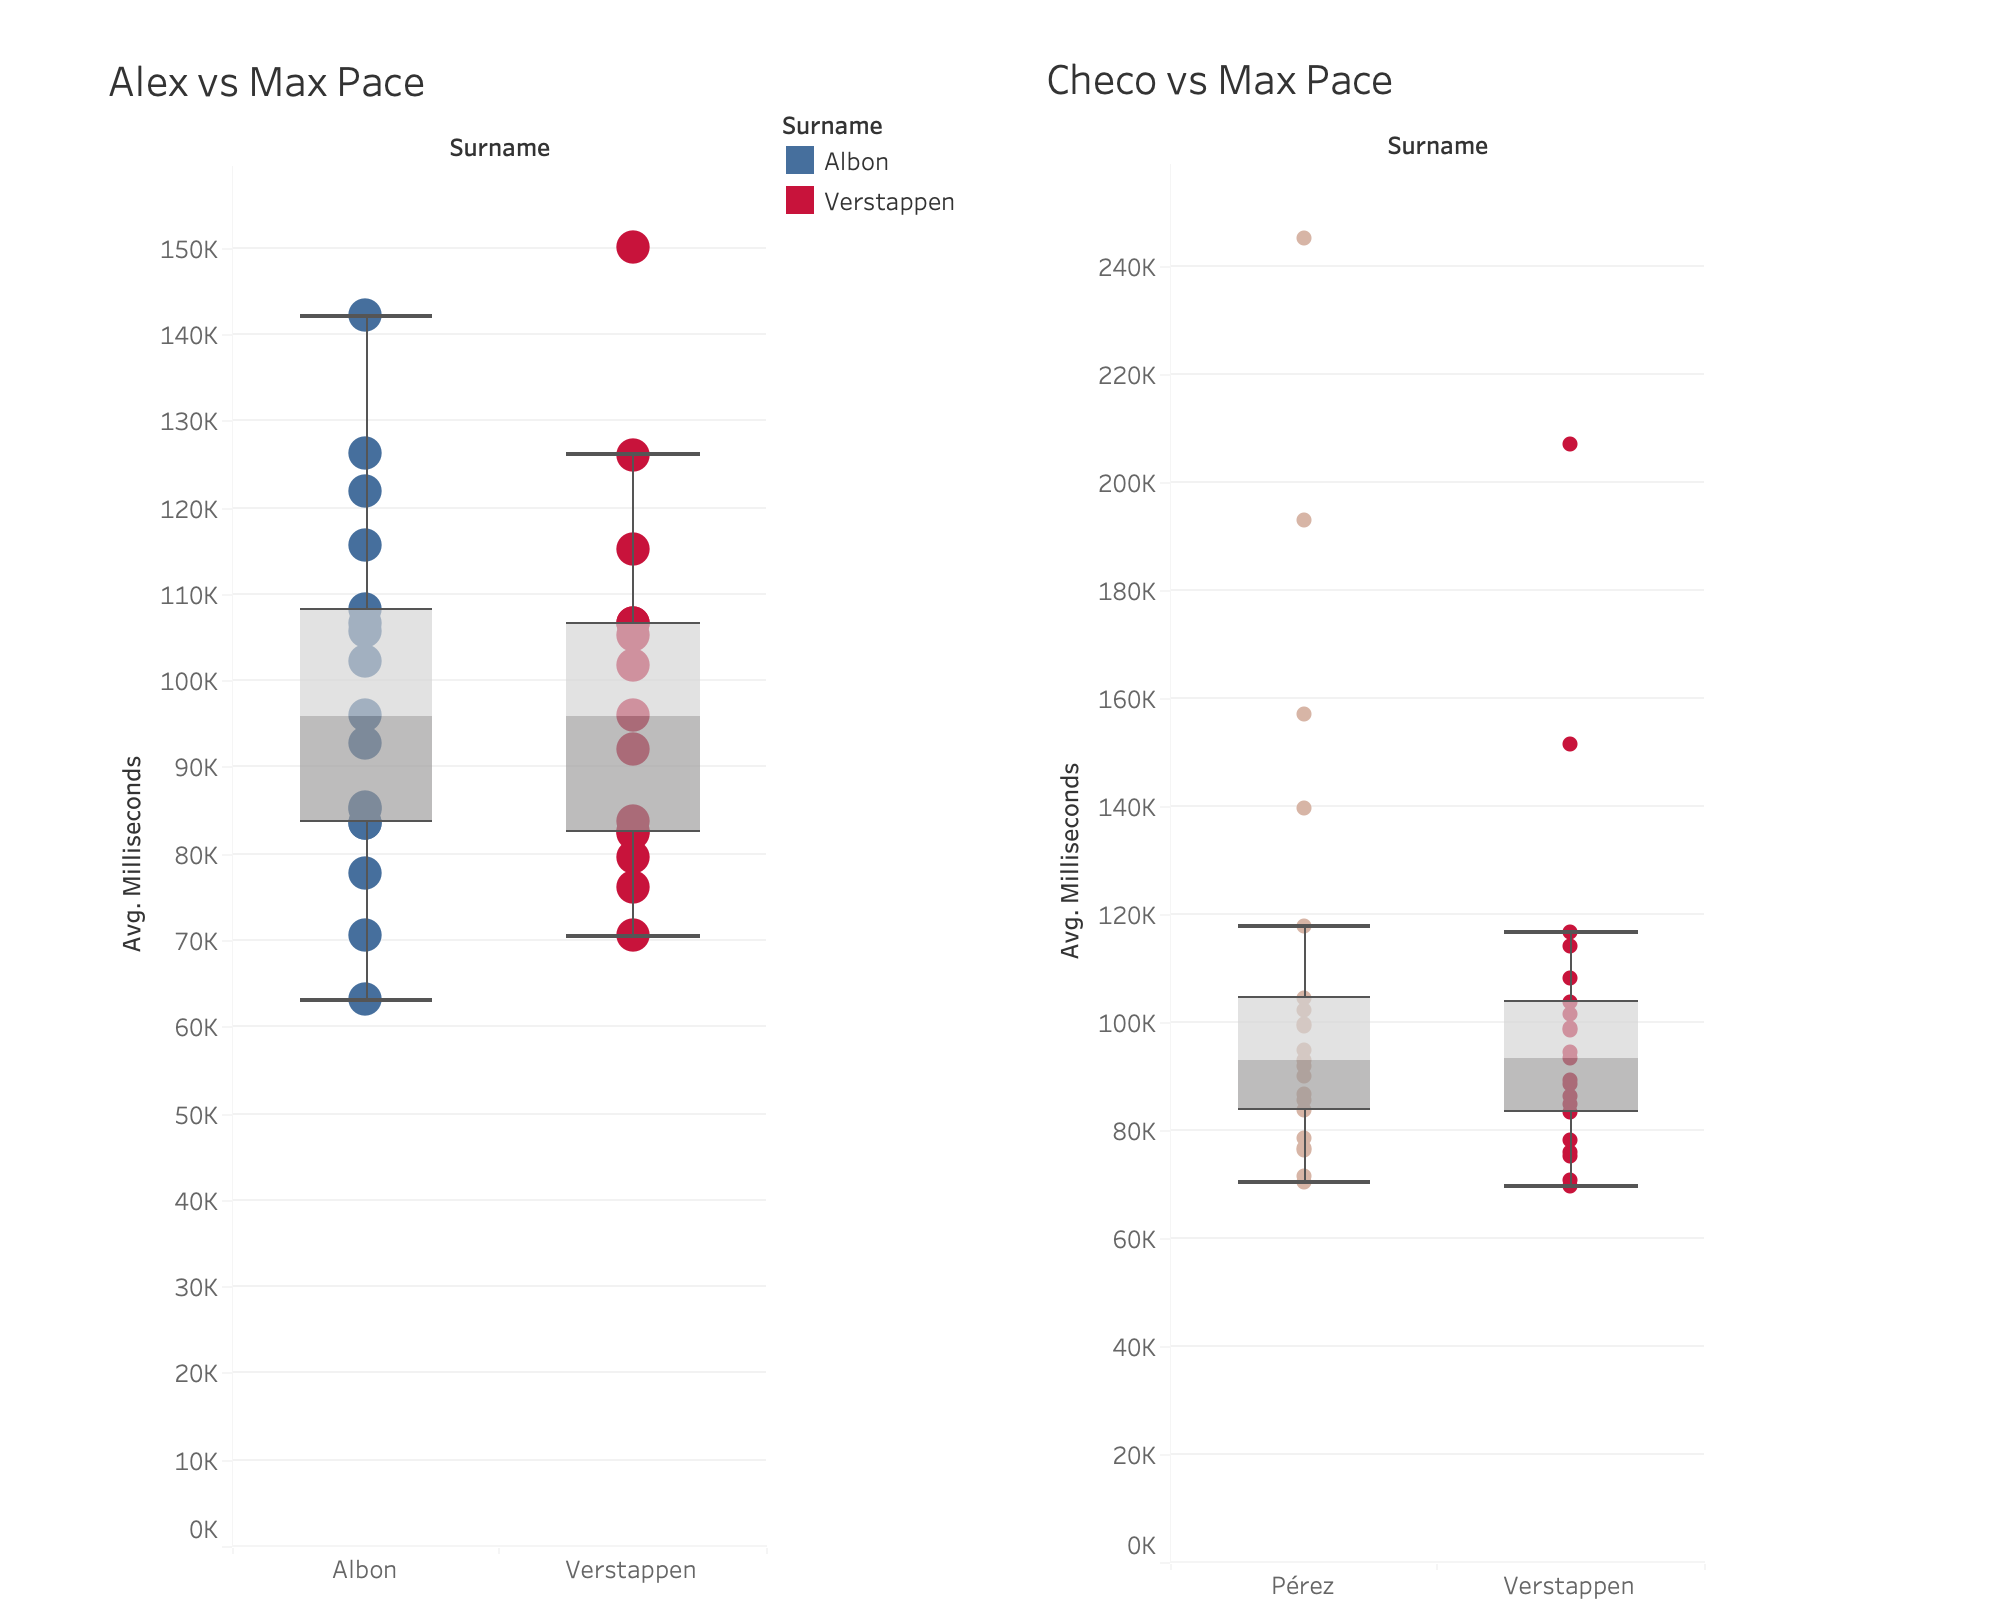 Alex vs Max Pace
Surname
Surname
Albon
Verstappen
150K
140K
130K
120K
110K
100K
90K
80K
70K
60K
50K
40K
30K
20K
10K
0K
Avg. Milliseconds
Albon
Verstappen
Checo vs Max Pace
Surname
240K
220K
200K
180K
160K
140K
120K
100K
80K
60K
40K
20K
0K
Avg. Milliseconds
Pérez
Verstappen